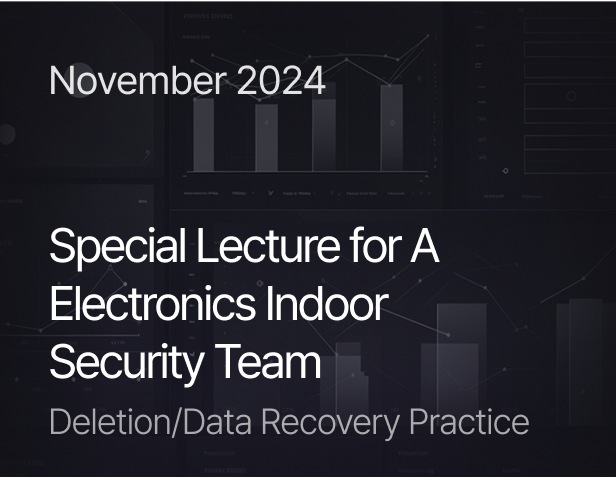 November 2024
Special Lecture for A
Electronics Indoor
Security Team
Deletion/Data Recovery Practice